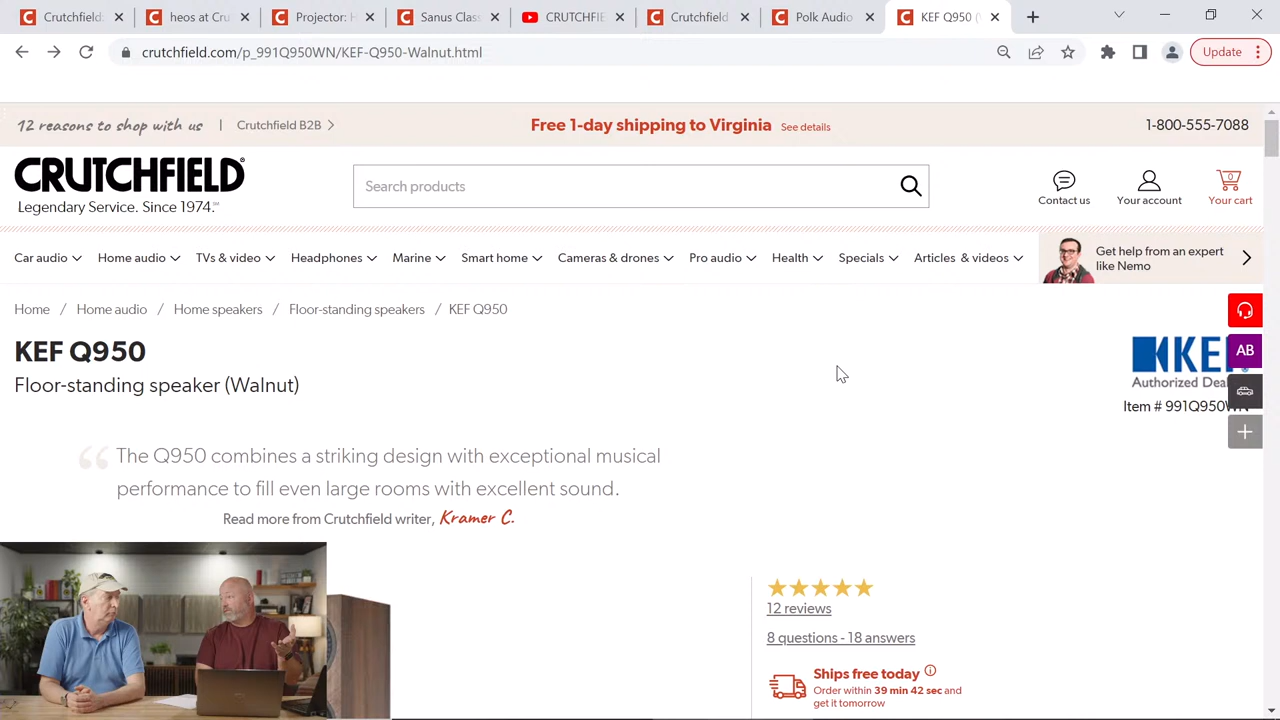 Crutchfield:
heos at Cru
Projector: H
Sanus Clas
CRUTCHFIE
Crutchfield
Polk Audio
KEF Q950 (
crutchfield.com/p_991Q950WN/KEF-Q950-Walnut.html
Update
12 reasons to shop with us | Crutchfield B2B
Free 1-day shipping to Virginia See details
1-800-555-7088
CRUTCHFIELD
Legendary Service. Since 1974.
Search products
Contact us
Your account
0
Your cart
Car audio
Home audio
TVs & video
Headphones
Marine
Smart home
Cameras & drones
Pro audio
Health
Specials
Articles & videos
Get help from an expert
like Nemo
Home / Home audio / Home speakers / Floor-standing speakers / KEF Q950
KEF Q950
Floor-standing speaker (Walnut)
KEF
Authorized Deal
Item # 991Q950WN
AB
“ The Q950 combines a striking design with exceptional musical
performance to fill even large rooms with excellent sound.
Read more from Crutchfield writer, Kramer C.
12 reviews
8 questions - 18 answers
Ships free today
Order within 39 min 42 sec and
get it tomorrow